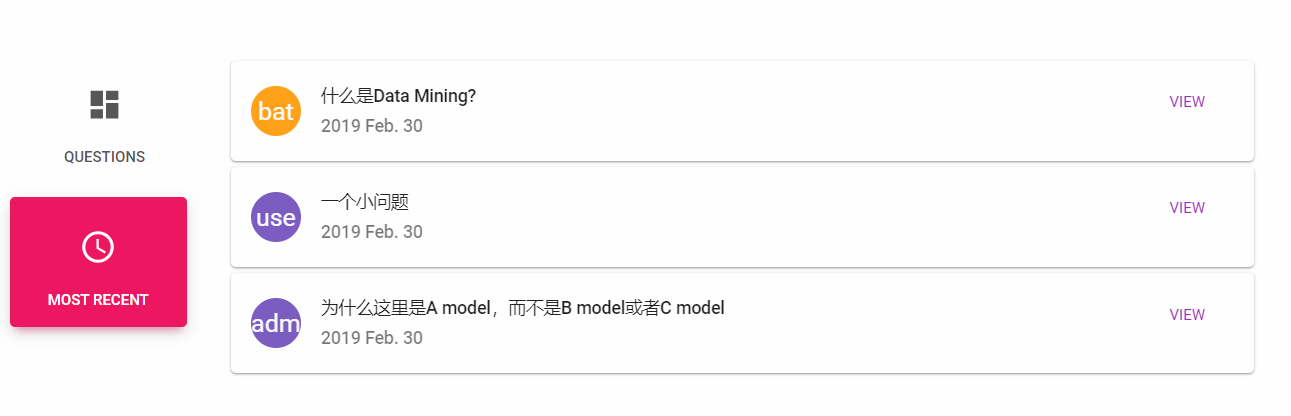 QUESTIONS
MOST RECENT
bat
什么是Data Mining?
2019 Feb. 30
VIEW
use
一个小问题
2019 Feb. 30
VIEW
adm
为什么这里是A model，而不是B model或者C model
2019 Feb. 30
VIEW